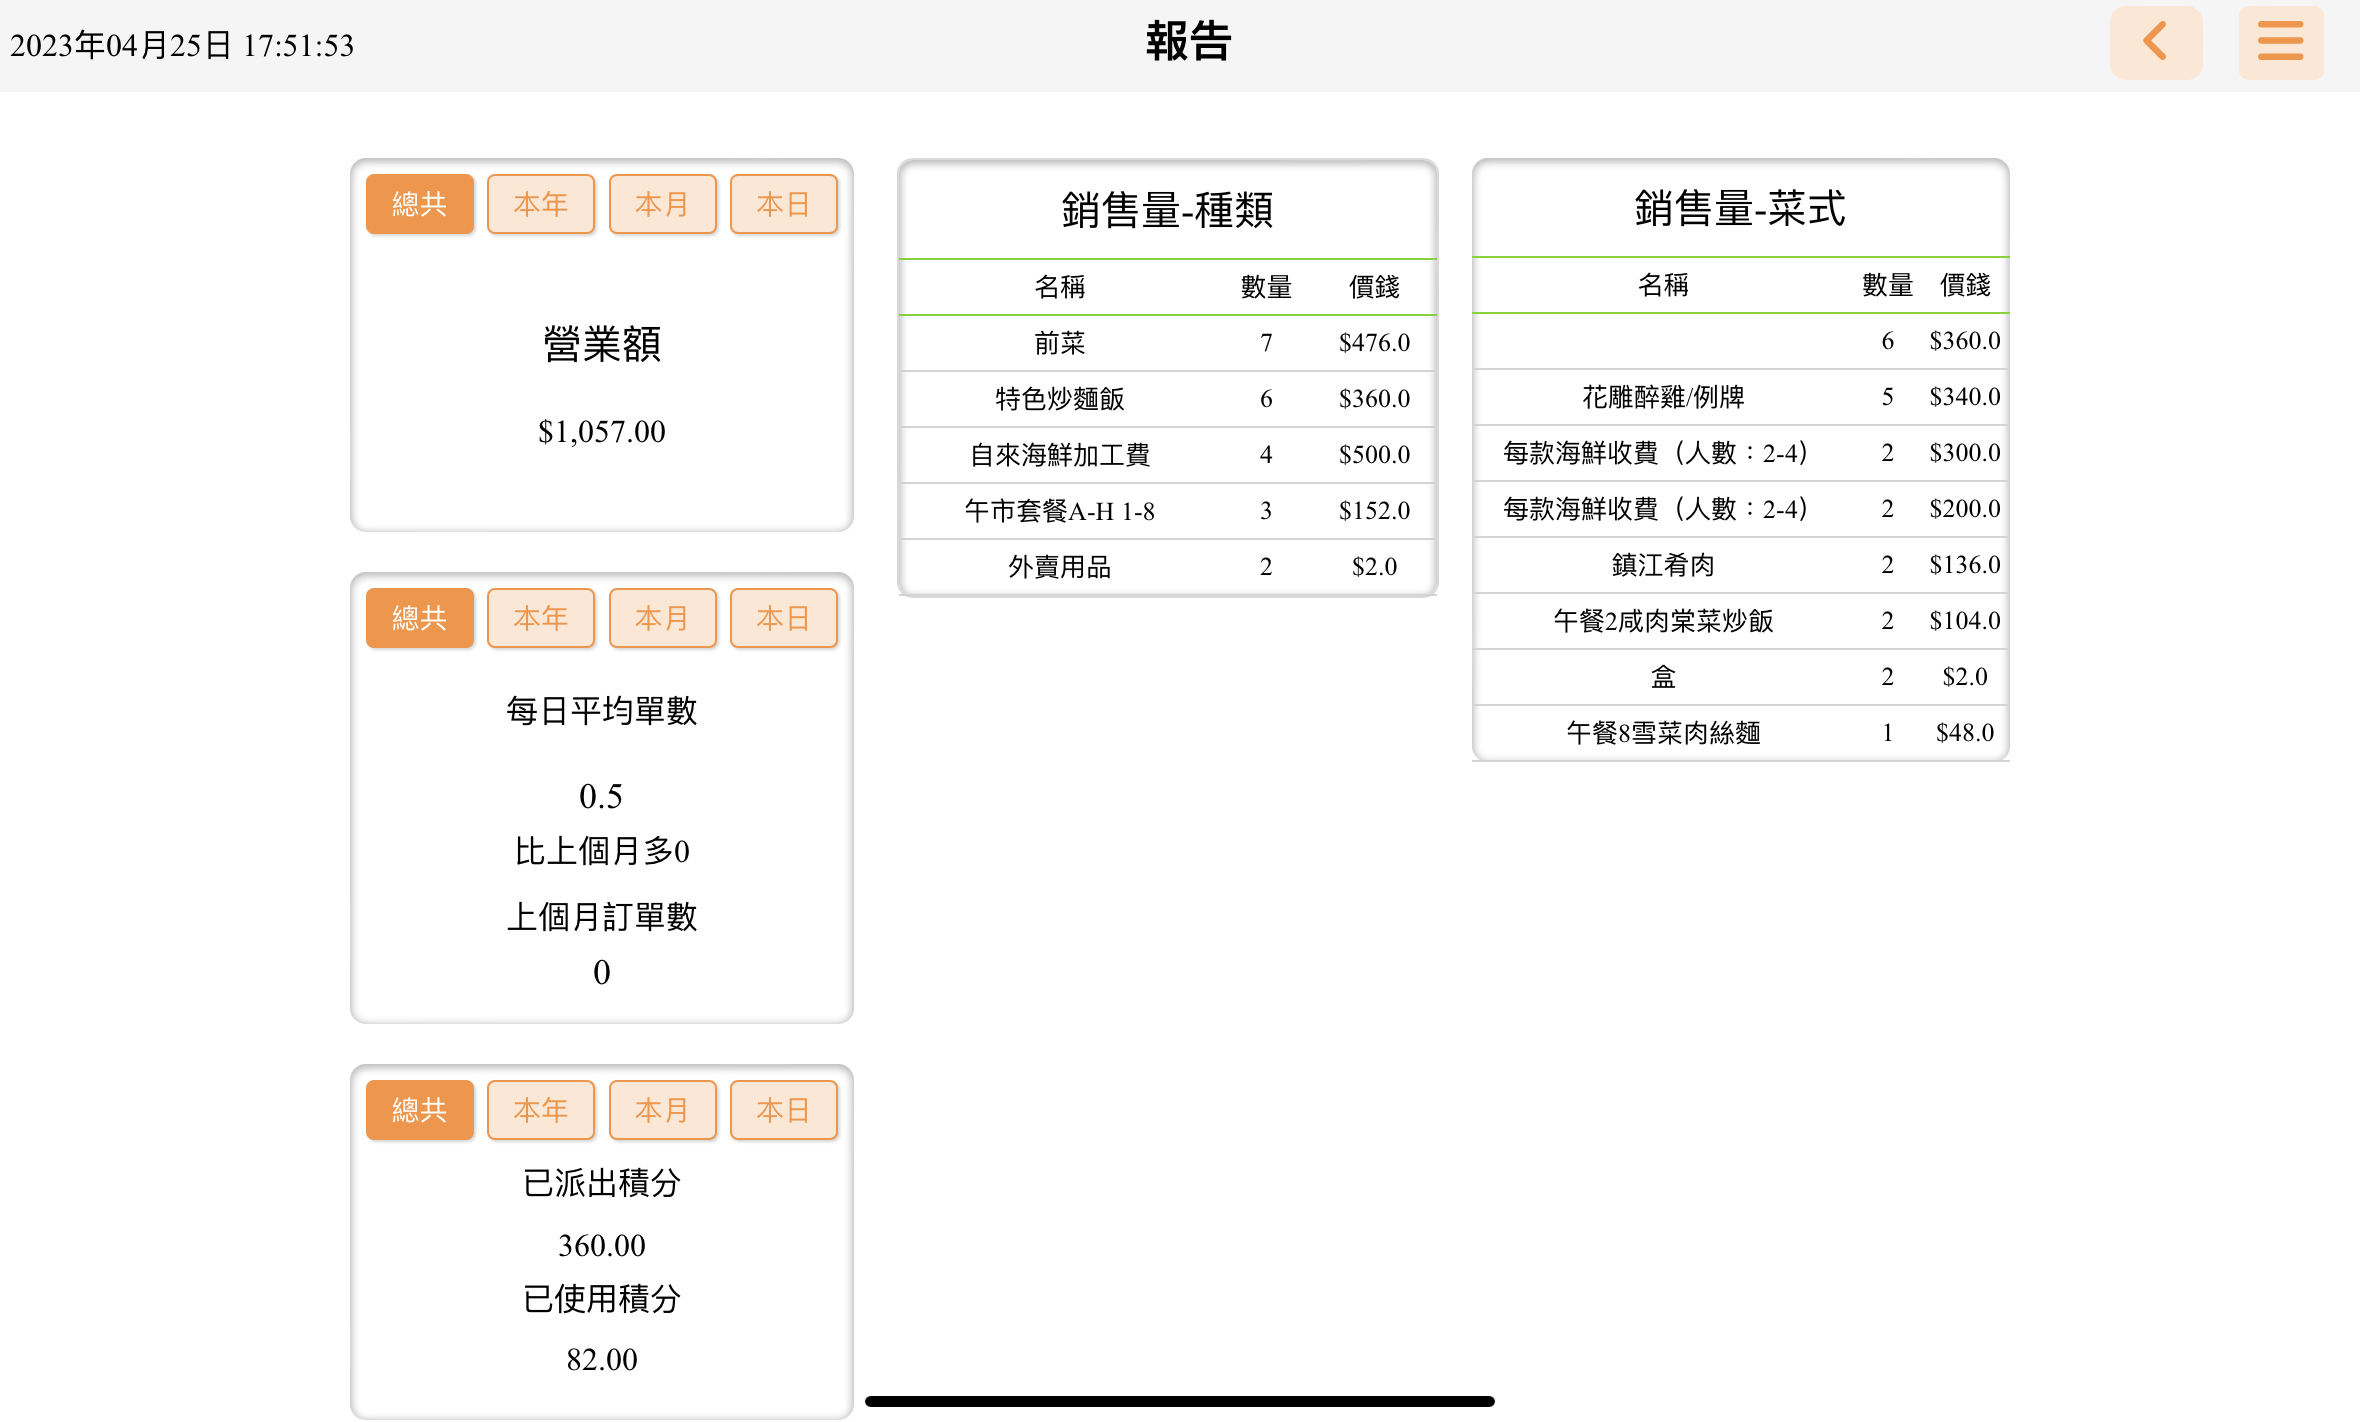 2023年04月25日 17:51:53
報告
總共 本年 本月 本日
營業額
$1,057.00
總共 本年 本月 本日
每日平均單數
0.5
比上個月多0
上個月訂單數
0
總共 本年 本月 本日
已派出積分
360.00
已使用積分
82.00
銷售量-種類
名稱 數量 價錢
前菜 7 $476.0
特色炒麵飯 6 $360.0
自來海鮮加工費 4 $500.0
午市套餐A-H 1-8 3 $152.0
外賣用品 2 $2.0
銷售量-菜式
名稱 數量 價錢
6 $360.0
花雕醉雞/例牌 5 $340.0
每款海鮮收費（人數：2-4） 2 $300.0
每款海鮮收費（人數：2-4） 2 $200.0
鎮江肴肉 2 $136.0
午餐2咸肉棠菜炒飯 2 $104.0
盒 2 $2.0
午餐8雪菜肉絲麵 1 $48.0